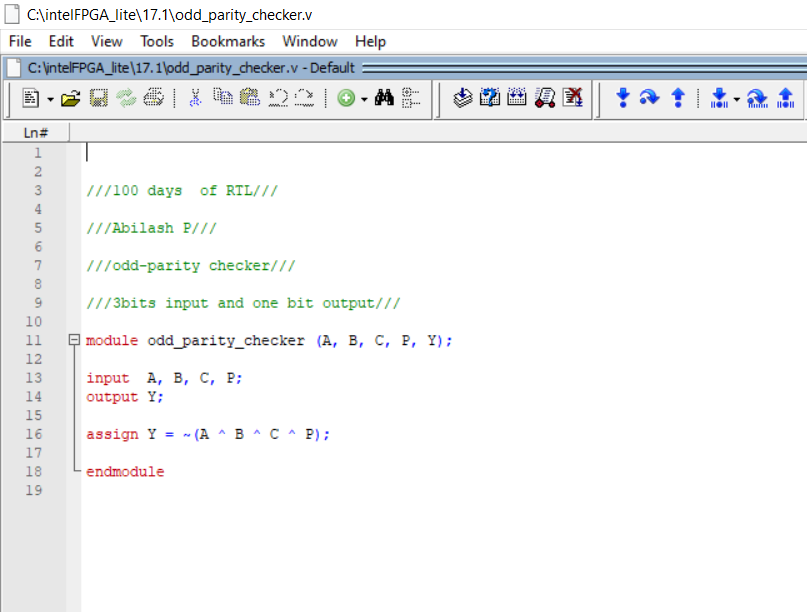 C:\intelFPGA_lite\17.1\odd_parity_checker.v
File Edit View Tools Bookmarks Window Help
C:\intelFPGA_lite\17.1\odd_parity_checker.v - Default
Ln#
1
2
3 ///100 days  of RTL///
4
5 ///Abilash P///
6
7 ///odd-parity checker///
8
9 ///3bits input and one bit output///
10
11 module odd_parity_checker (A, B, C, P, Y);
12
13 input  A, B, C, P;
14 output Y;
15
16 assign Y = ~(A ^ B ^ C ^ P);
17
18 endmodule
19